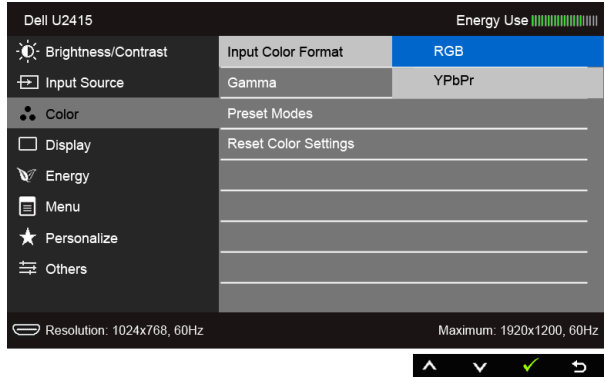 Dell U2415 Energy Use
Brightness/Contrast Input Color Format RGB
Input Source Gamma YPbPr
Color Preset Modes
Display Reset Color Settings
Energy
Menu
Personalize
Others
Resolution: 1024x768, 60Hz Maximum: 1920x1200, 60Hz